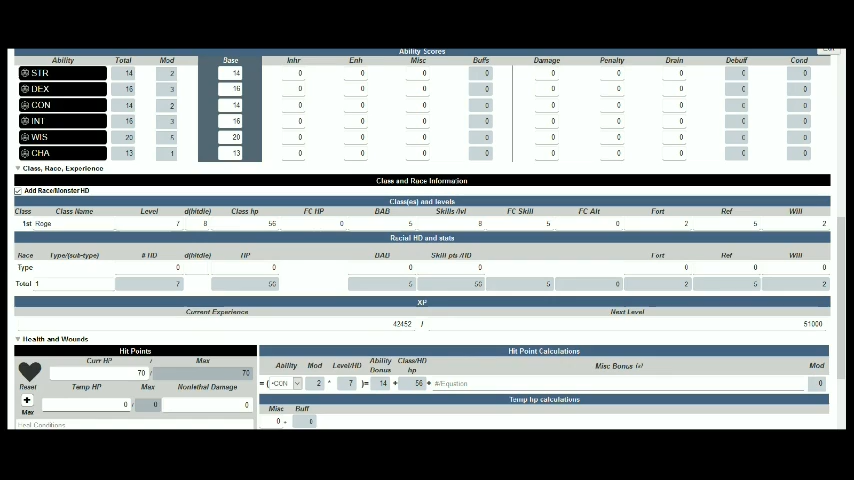 Ability Scores
Ability Total Mod Base Inhr Enh Misc Buffs Damage Penalty Drain Debuff Cond
STR 14 2 14 0 0 0 0 0 0 0 0 0
DEX 16 3 16 0 0 0 0 0 0 0 0 0
CON 14 2 14 0 0 0 0 0 0 0 0 0
INT 16 3 16 0 0 0 0 0 0 0 0 0
WIS 20 5 20 0 0 0 0 0 0 0 0 0
CHA 13 1 13 0 0 0 0 0 0 0 0 0
Class, Race, Experience
Class and Race Information
Add Race/Monster HD
Class(es) and levels
Class Class Name Level d(hitdie) Class hp FC HP BAB Skills /lvl FC Skill FC Alt Fort Ref Will
1st Roge 7 8 56 0 5 8 5 0 2 5 2
Racial HD and stats
Race Type/(sub-type) # HD d(hitdie) HP BAB Skill pts /HD Fort Ref Will
Type 0 0 0 0 0 0 0
Total 1 7 56 5 56 5 0 2 5 2
XP
Current Experience Next Level
42452 / 51000
Health and Wounds
Hit Points Hit Point Calculations
Curr HP / Max Ability Mod Level/HD Ability Bonus Class/HD hp Misc Bonus (s) Mod
70 / 70
Reset
= ( -CON 2 * 7 )= 14 + 56 + #/Equation 0
Temp HP Max Nonlethal Damage
Max 0 / 0 0
Temp hp calculations
Misc Buff
0 + 0
Heal Conditions